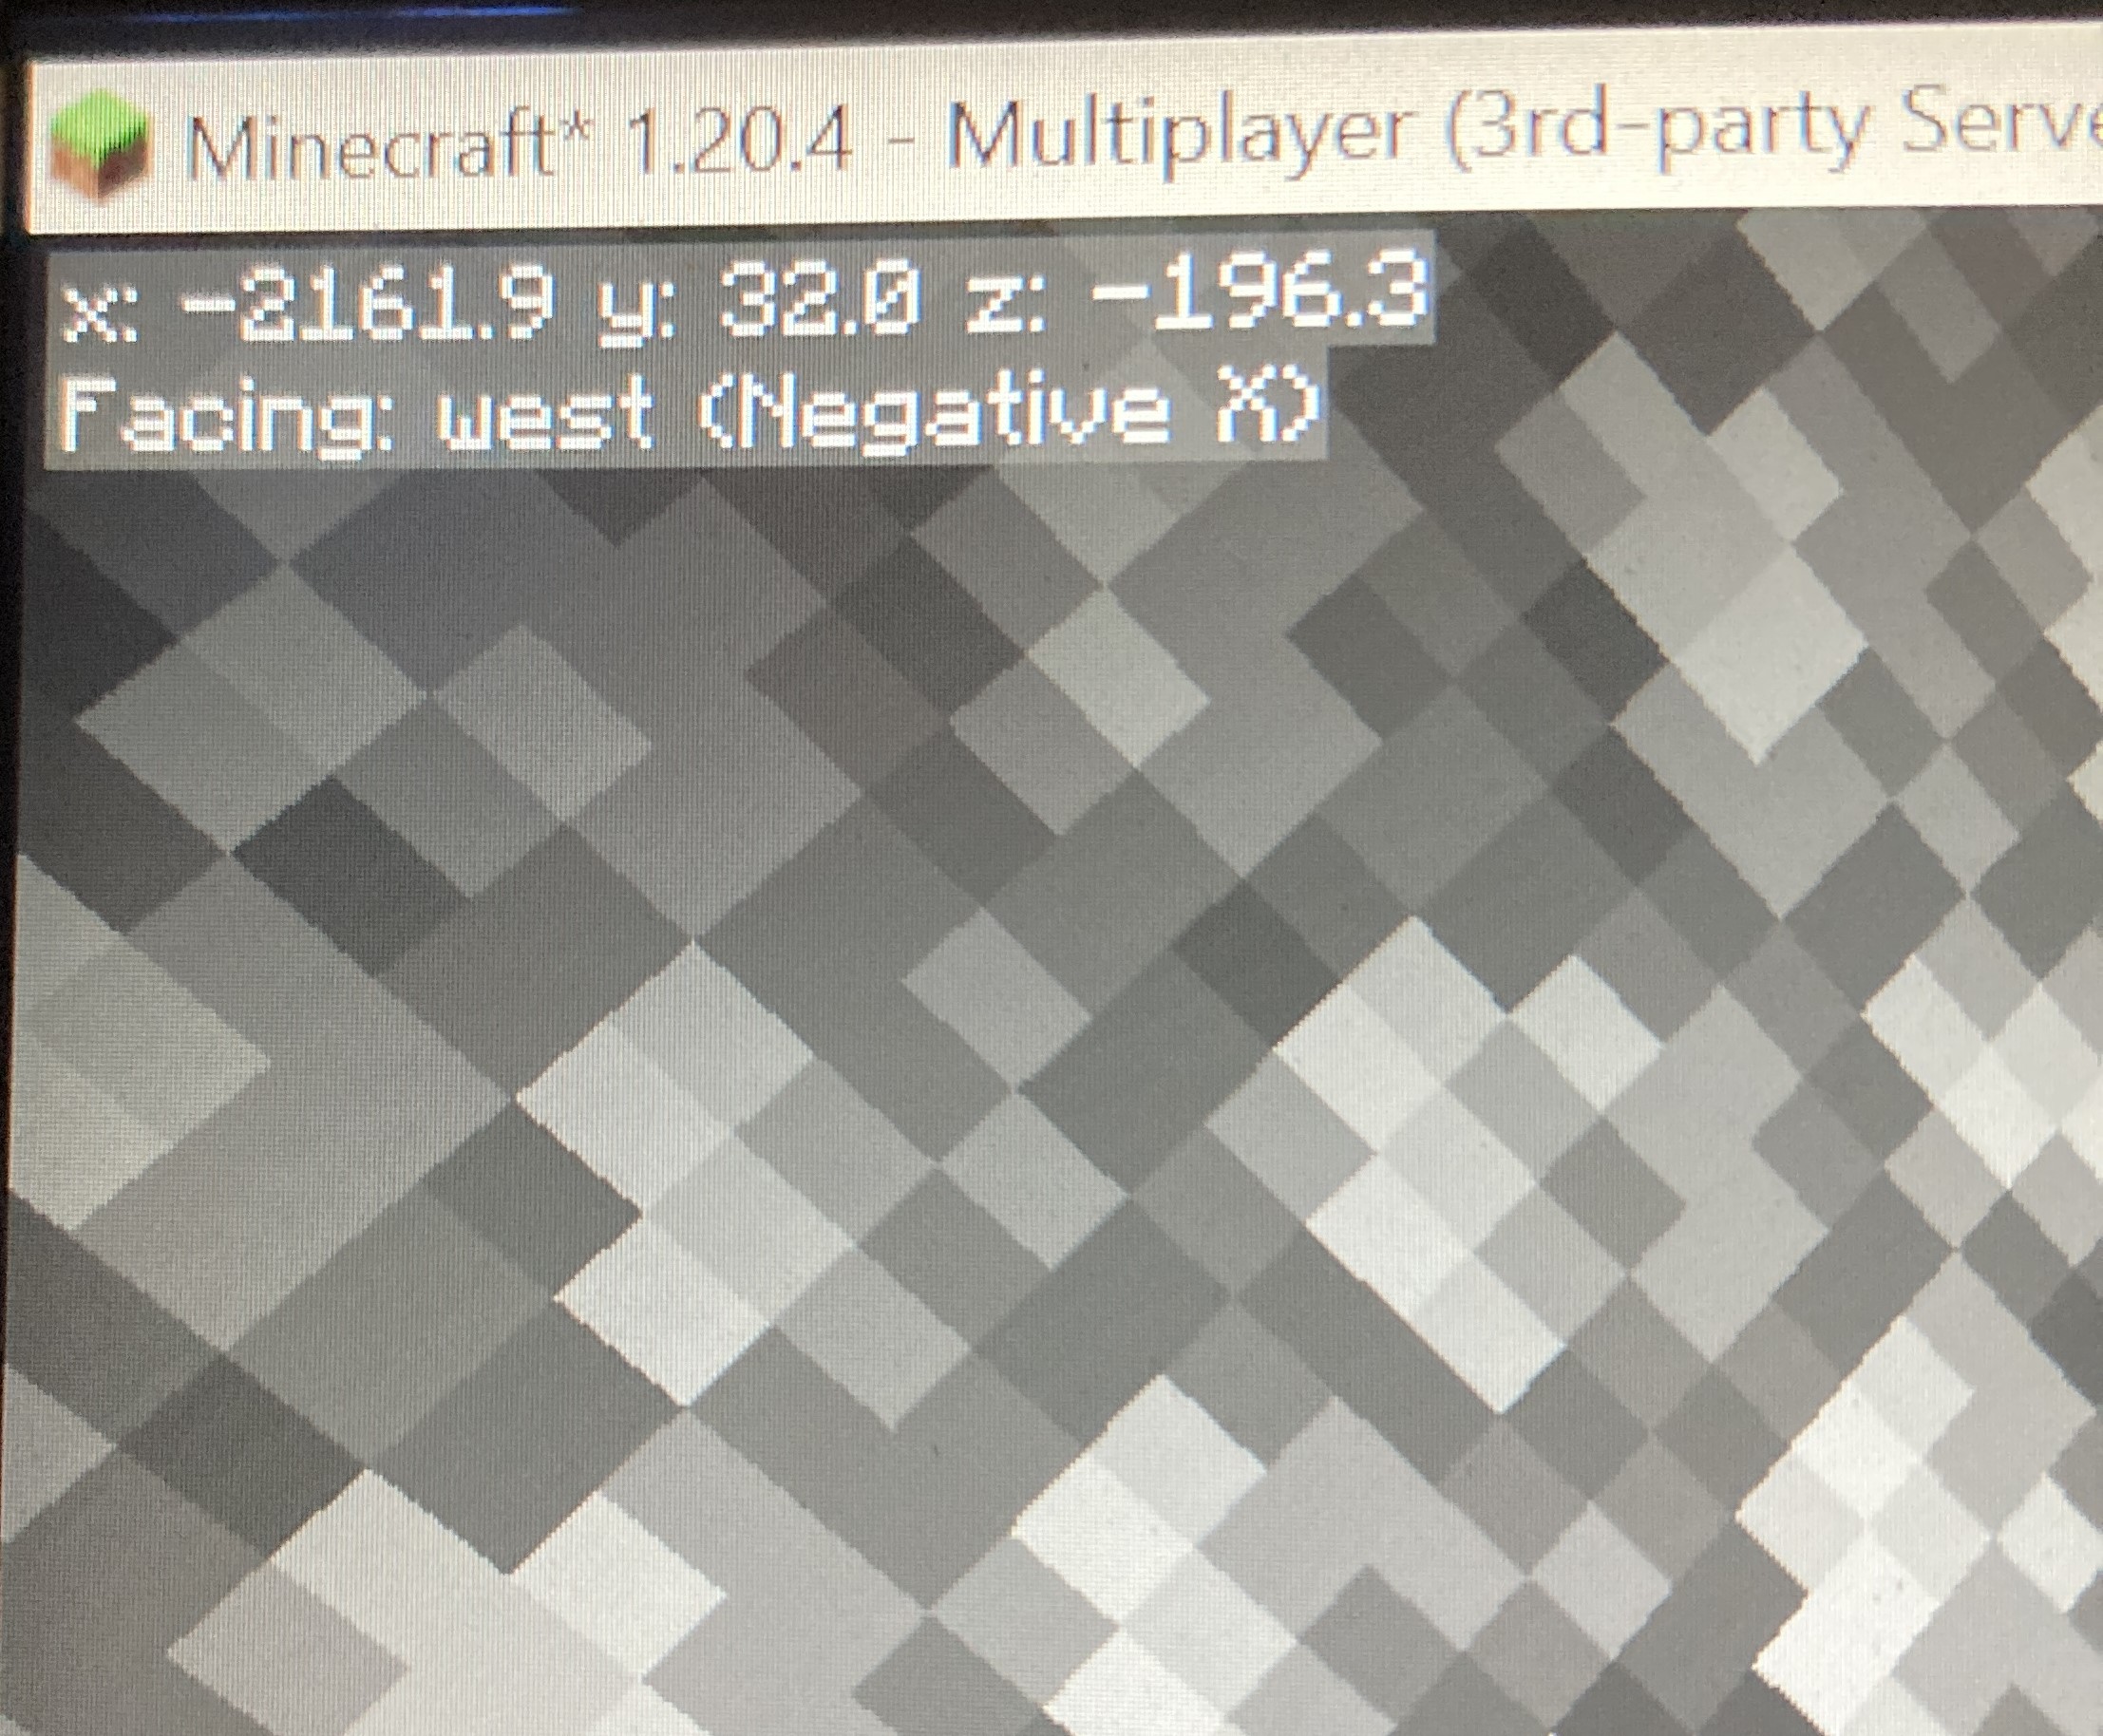 Minecraft* 1.20.4 - Multiplayer (3rd-party
x: -2161.9 y: 32.0 z: -196.3
Facing: west (Negative X)